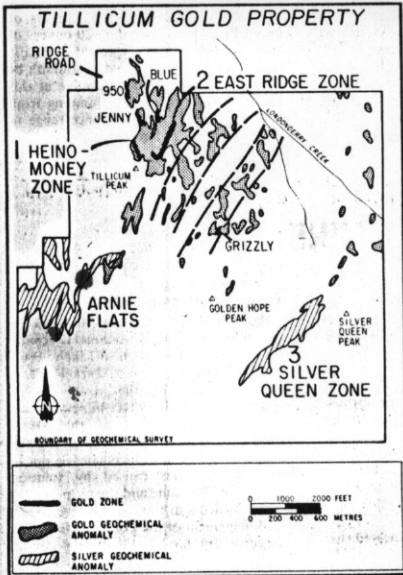 TILLICUM GOLD PROPERTY
RIDGE
ROAD
BLUE
950
2 EAST RIDGE ZONE
JENNY
LONDONDERRY CREEK
1
HEINO-
MONEY
ZONE
TILLICUM
PEAK
GRIZZLY
ARNIE
FLATS
GOLDEN HOPE
PEAK
SILVER
QUEEN
PEAK
3
SILVER
QUEEN ZONE
N
BOUNDARY OF GEOCHEMICAL SURVEY
GOLD ZONE
GOLD GEOCHEMICAL
ANOMALY
SILVER GEOCHEMICAL
ANOMALY
0 1000 2000 FEET
0 200 400 600
METRES